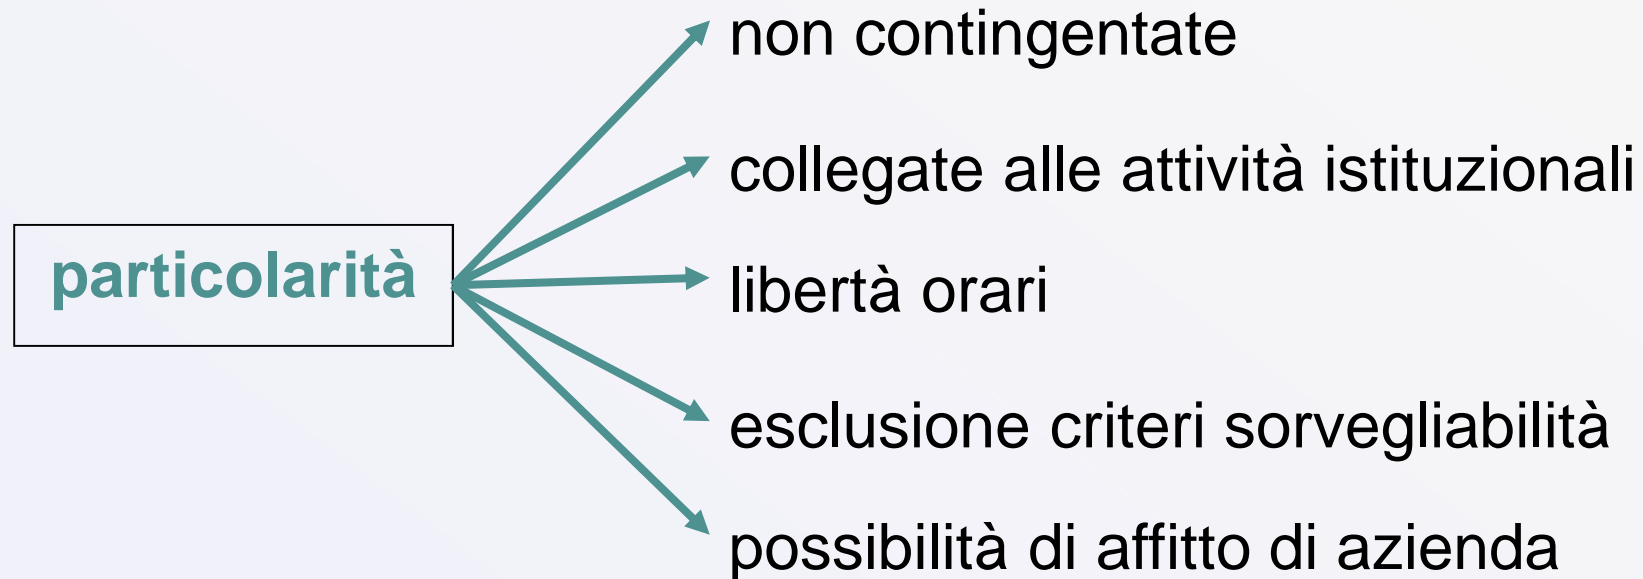 non contingentate
collegate alle attività istituzionali
particolarità
libertà orari
esclusione criteri sorvegliabilità
possibilità di affitto di azienda